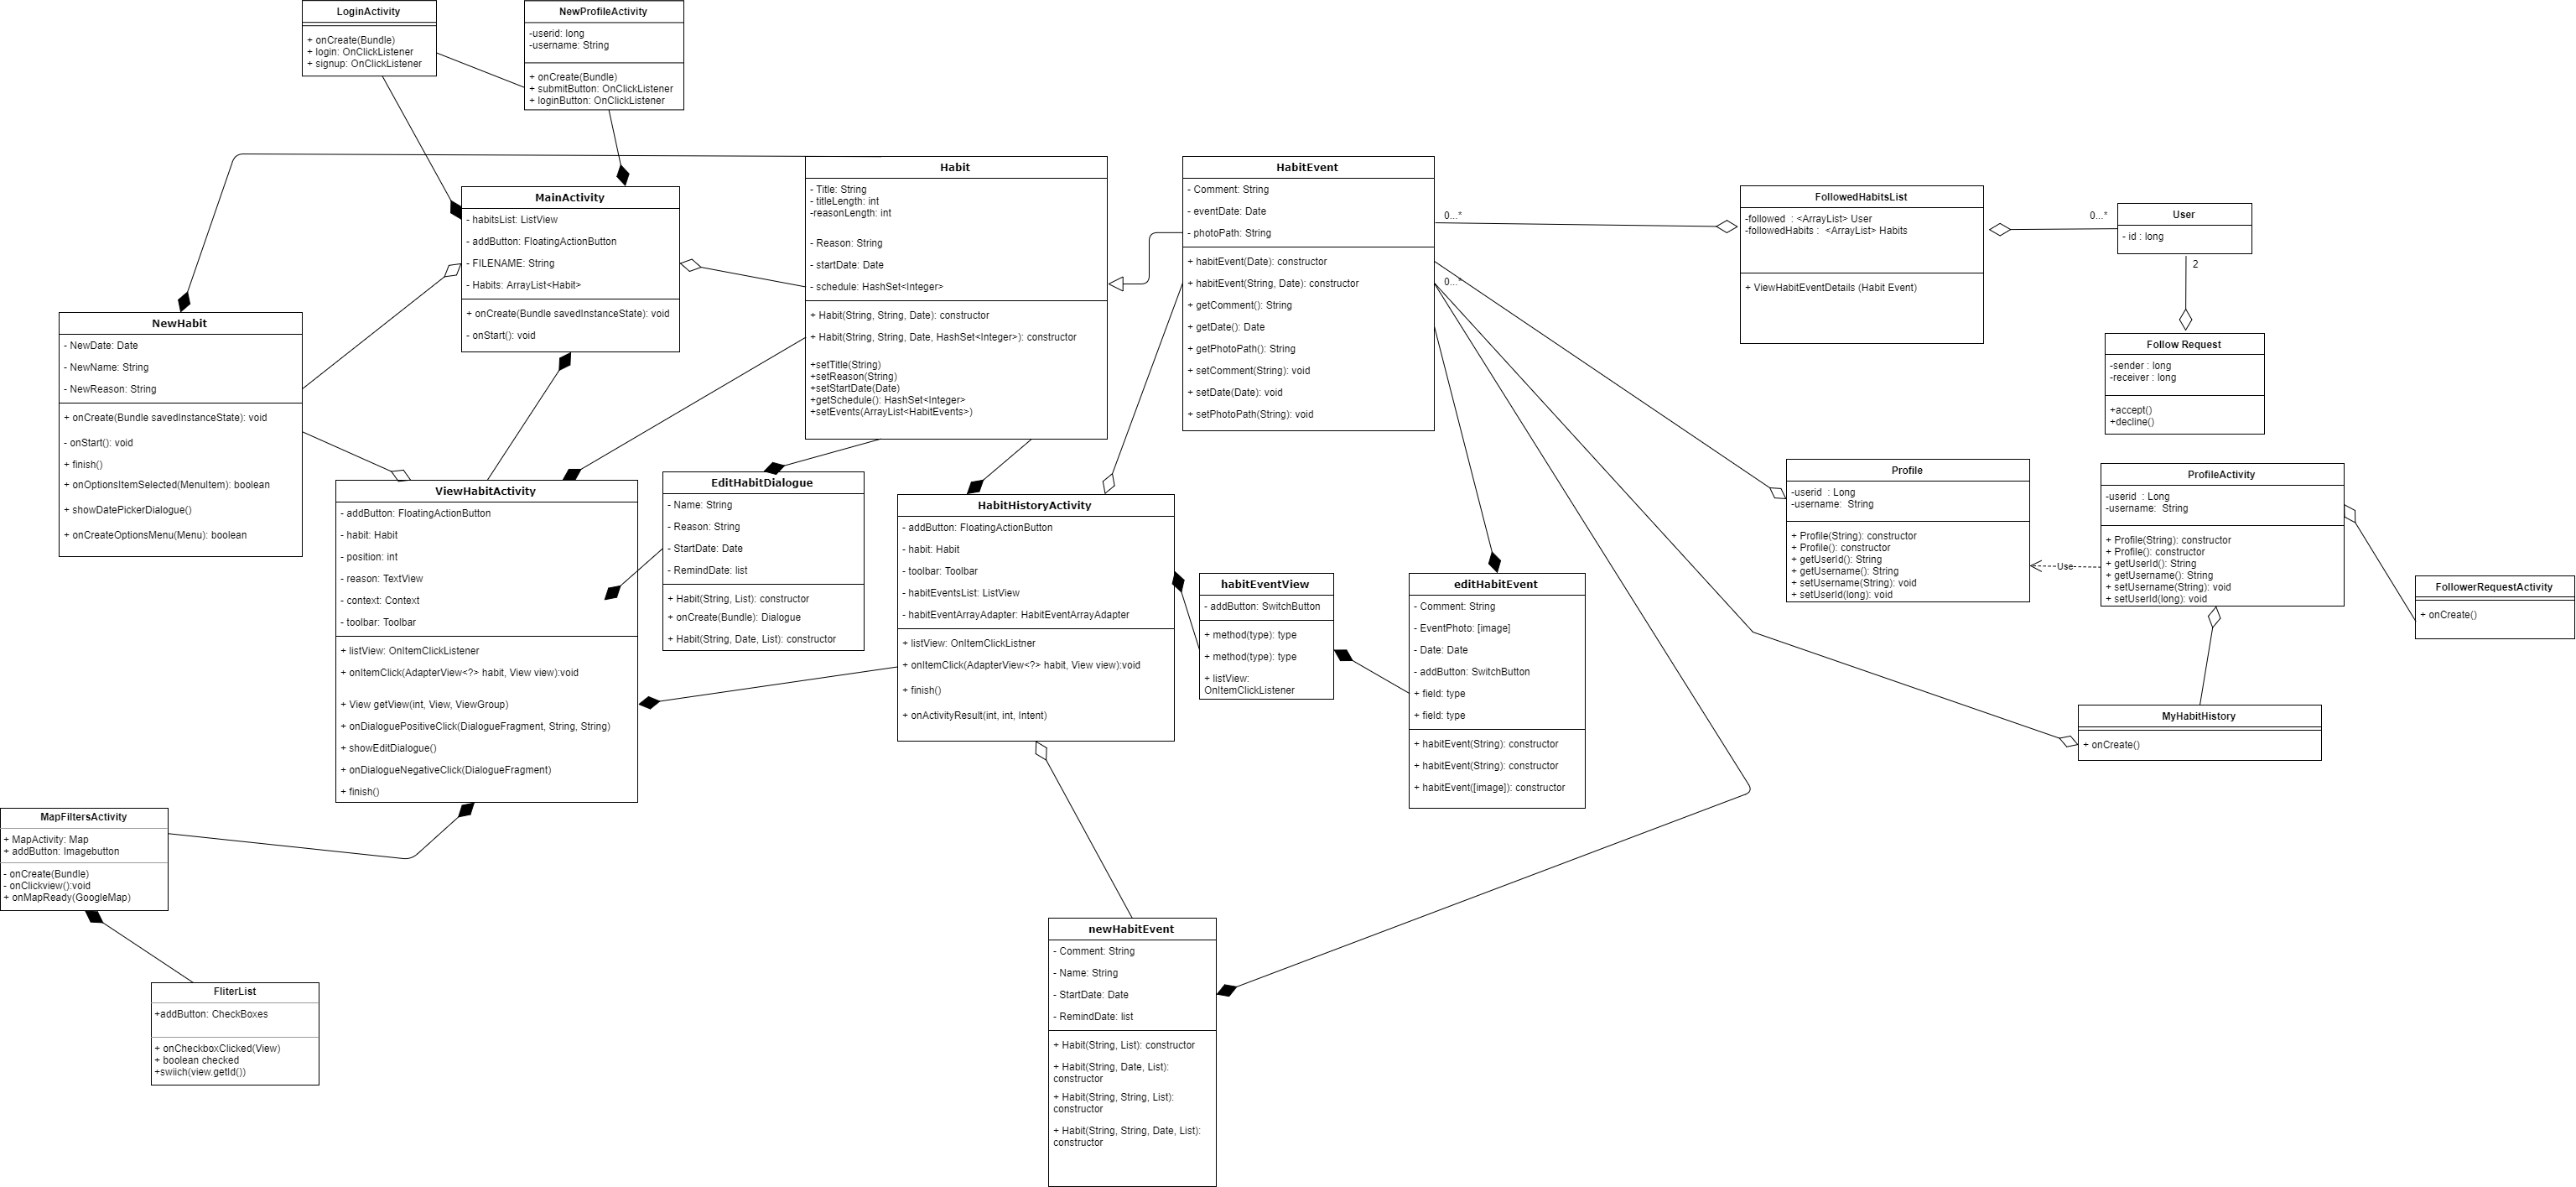 LoginActivity
+ onCreate(Bundle)
+ login: OnClickListener
+ signup: OnClickListener
NewProfileActivity
-userid: long
-username: String
+ onCreate(Bundle)
+ submitButton: OnClickListener
+ loginButton: OnClickListener
MainActivity
- habitsList: ListView
- addButton: FloatingActionButton
- FILENAME: String
- Habits: ArrayList<Habit>
+ onCreate(Bundle savedInstanceState): void
- onStart(): void
Habit
- Title: String
- titleLength: int
-reasonLength: int
- Reason: String
- startDate: Date
- schedule: HashSet<Integer>
+ Habit(String, String, Date): constructor
+ Habit(String, String, Date, HashSet<Integer>): constructor
+setTitle(String)
+setReason(String)
+setStartDate(Date)
+getSchedule(): HashSet<Integer>
+setEvents(ArrayList<HabitEvents>)
HabitEvent
- Comment: String
- eventDate: Date
- photoPath: String
+ habitEvent(Date): constructor
+ habitEvent(String, Date): constructor
+ getComment(): String
+ getDate(): Date
+ getPhotoPath(): String
+ setComment(String): void
+ setDate(Date): void
+ setPhotoPath(String): void
0...*
0...*
FollowedHabitsList
-followed : <ArrayList> User
-followedHabits : <ArrayList> Habits
+ ViewHabitEventDetails (Habit Event)
0...*
User
- id : long
2
Follow Request
-sender : long
-receiver : long
+accept()
+decline()
NewHabit
- NewDate: Date
- NewName: String
- NewReason: String
+ onCreate(Bundle savedInstanceState): void
- onStart(): void
+ finish()
+ onOptionsItemSelected(MenuItem): boolean
+ showDatePickerDialogue()
+ onCreateOptionsMenu(Menu): boolean
ViewHabitActivity
- addButton: FloatingActionButton
- habit: Habit
- position: int
- reason: TextView
- context: Context
- toolbar: Toolbar
+ listView: OnItemClickListener
+ onItemClick(AdapterView<?> habit, View view):void
+ View getView(int, View, ViewGroup)
+ onDialoguePositiveClick(DialogueFragment, String, String)
+ showEditDialogue()
+ onDialogueNegativeClick(DialogueFragment)
+ finish()
EditHabitDialogue
- Name: String
- Reason: String
- StartDate: Date
- RemindDate: list
+ Habit(String, List): constructor
+ onCreate(Bundle): Dialogue
+ Habit(String, Date, List): constructor
HabitHistoryActivity
- addButton: FloatingActionButton
- habit: Habit
- toolbar: Toolbar
- habitEventsList: ListView
- habitEventArrayAdapter: HabitEventArrayAdapter
+ listView: OnItemClickListner
+ onItemClick(AdapterView<?> habit, View view):void
+ finish()
+ onActivityResult(int, int, Intent)
habitEventView
- addButton: SwitchButton
+ method(type): type
+ method(type): type
+ listView:
OnItemClickListener
editHabitEvent
- Comment: String
- EventPhoto: [image]
- Date: Date
- addButton: SwitchButton
+ field: type
+ field: type
+ habitEvent(String): constructor
+ habitEvent(String): constructor
+ habitEvent([image]): constructor
Profile
-userid : Long
-username: String
+ Profile(String): constructor
+ Profile(): constructor
+ getUserId(): String
+ getUsername(): String
+ setUsername(String): void
+ setUserId(long): void
Use
ProfileActivity
-userid : Long
-username: String
+ Profile(String): constructor
+ Profile(): constructor
+ getUserId(): String
+ getUsername(): String
+ setUsername(String): void
+ setUserId(long): void
FollowerRequestActivity
+ onCreate()
MyHabitHistory
+ onCreate()
MapFiltersActivity
+ MapActivity: Map
+ addButton: Imagebutton
- onCreate(Bundle)
- onClickview():void
+ onMapReady(GoogleMap)
FliterList
+addButton: CheckBoxes
+ onCheckboxClicked(View)
+ boolean checked
+swiich(view.getId())
newHabitEvent
- Comment: String
- Name: String
- StartDate: Date
- RemindDate: list
+ Habit(String, List): constructor
+ Habit(String, Date, List):
constructor
+ Habit(String, String, List):
constructor
+ Habit(String, String, Date, List):
constructor